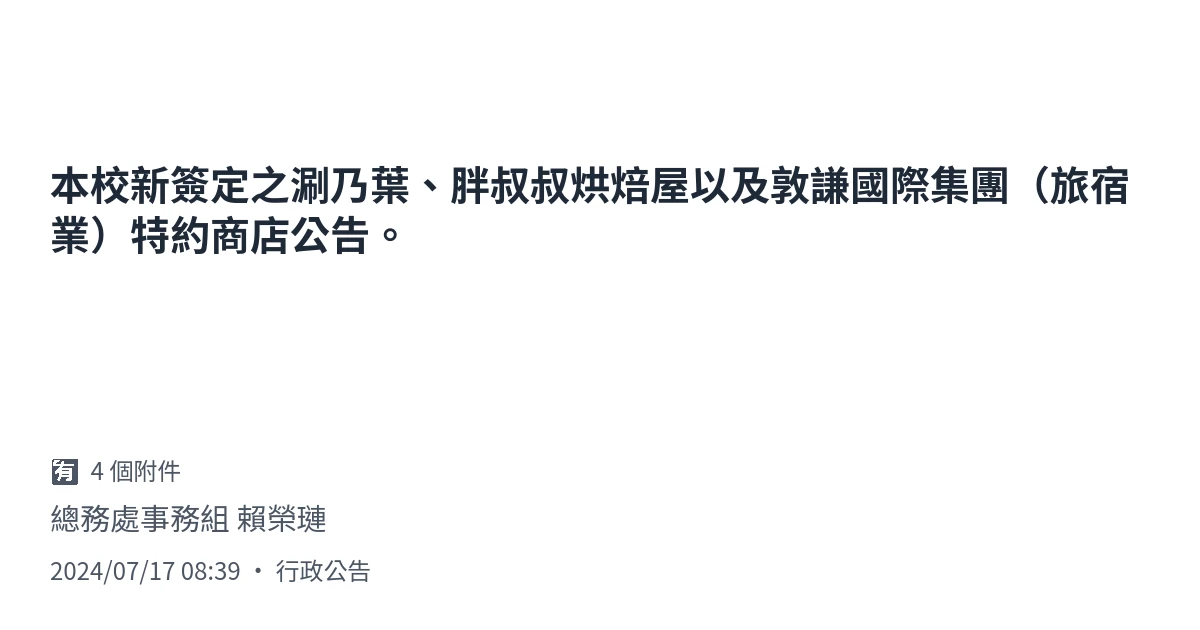 本校新簽定之涮乃葉、胖叔叔烘焙屋以及敦謙國際集團（旅宿
業）特約商店公告。
有 4 個附件
總務處事務組 賴榮璉
2024/07/17 08:39 ・ 行政公告